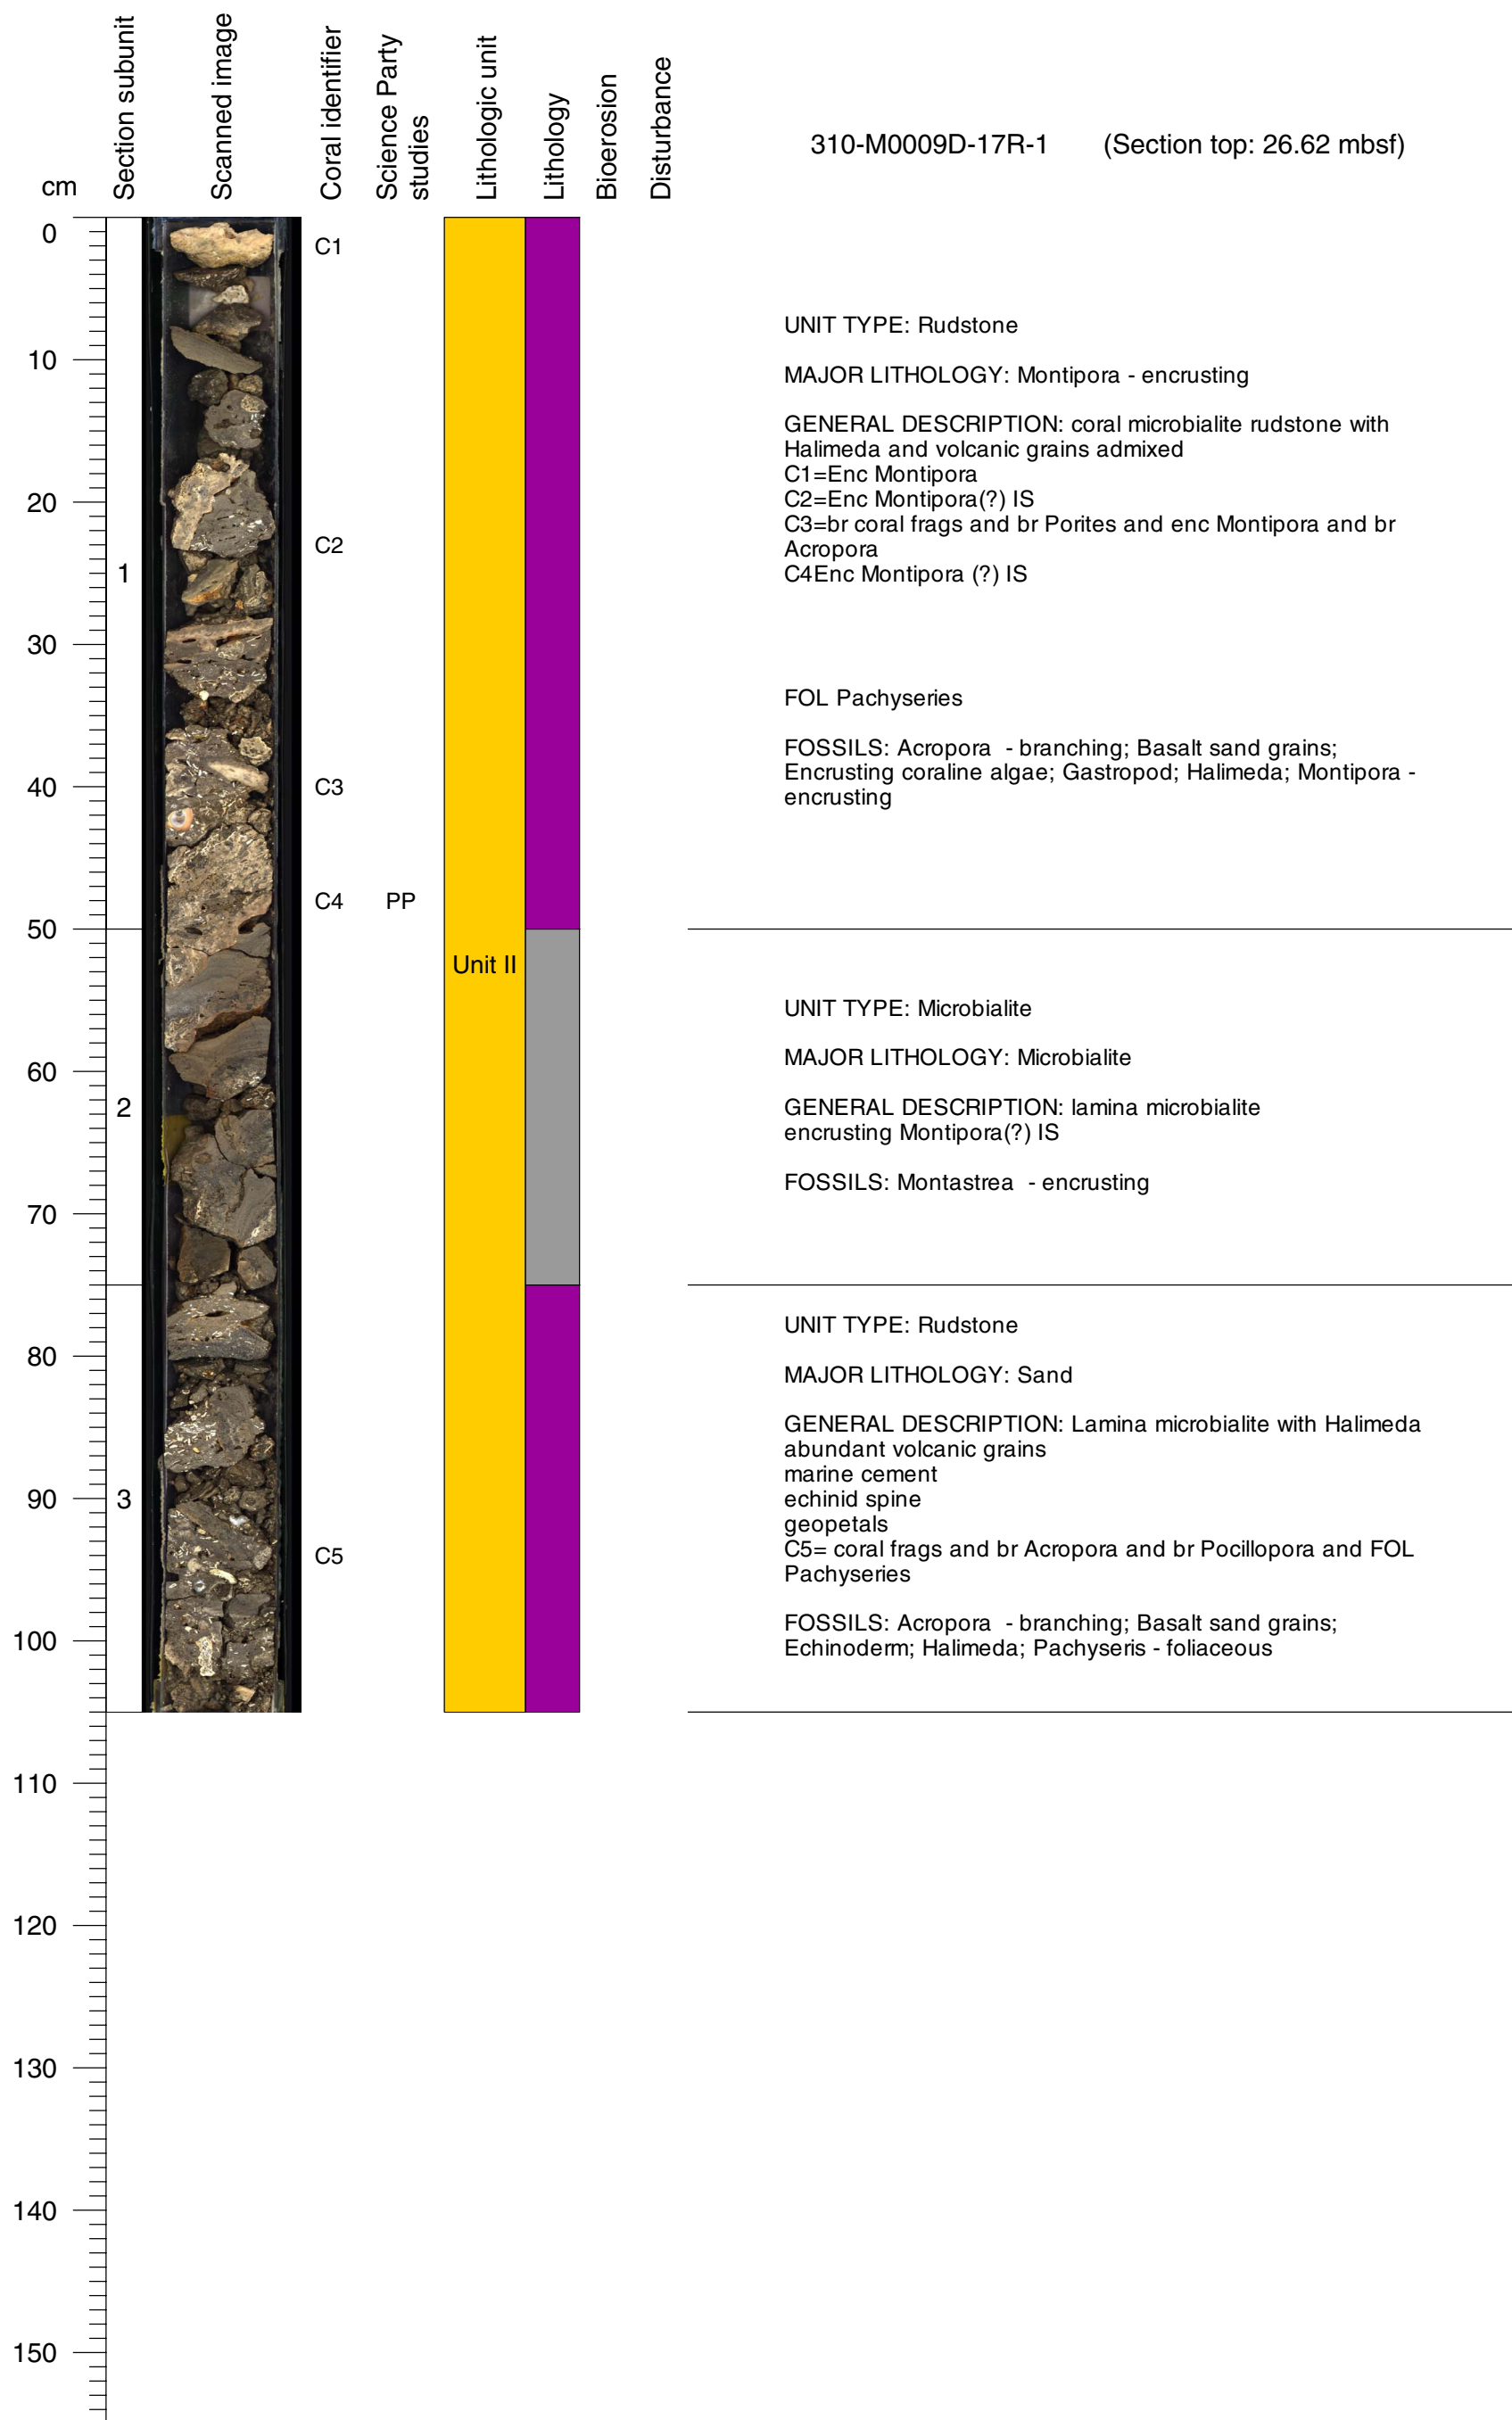 cm
Section subunit
Scanned image
Coral identifier
Science Party
studies
Lithologic unit
Lithology
Bioerosion
Disturbance
310-M0009D-17R-1 (Section top: 26.62 mbsf)
0
C1
UNIT TYPE: Rudstone
10
MAJOR LITHOLOGY: Montipora - encrusting
GENERAL DESCRIPTION: coral microbialite rudstone with
Halimeda and volcanic grains admixed
C1=Enc Montipora
20
C2=Enc Montipora(?) IS
C3=br coral frags and br Porites and enc Montipora and br
C2
Acropora
1
C4Enc Montipora (?) IS
30
FOL Pachyseries
FOSSILS: Acropora  - branching; Basalt sand grains;
Encrusting coraline algae; Gastropod; Halimeda; Montipora -
40
C3
encrusting
C4
PP
50
Unit II
UNIT TYPE: Microbialite
60
MAJOR LITHOLOGY: Microbialite
2
GENERAL DESCRIPTION: lamina microbialite
encrusting Montipora(?) IS
FOSSILS: Montastrea  - encrusting
70
UNIT TYPE: Rudstone
80
MAJOR LITHOLOGY: Sand
GENERAL DESCRIPTION: Lamina microbialite with Halimeda
abundant volcanic grains
marine cement
90
3
echinid spine
geopetals
C5
C5= coral frags and br Acropora and br Pocillopora and FOL
Pachyseries
FOSSILS: Acropora  - branching; Basalt sand grains;
100
Echinoderm; Halimeda; Pachyseris - foliaceous
110
120
130
140
150